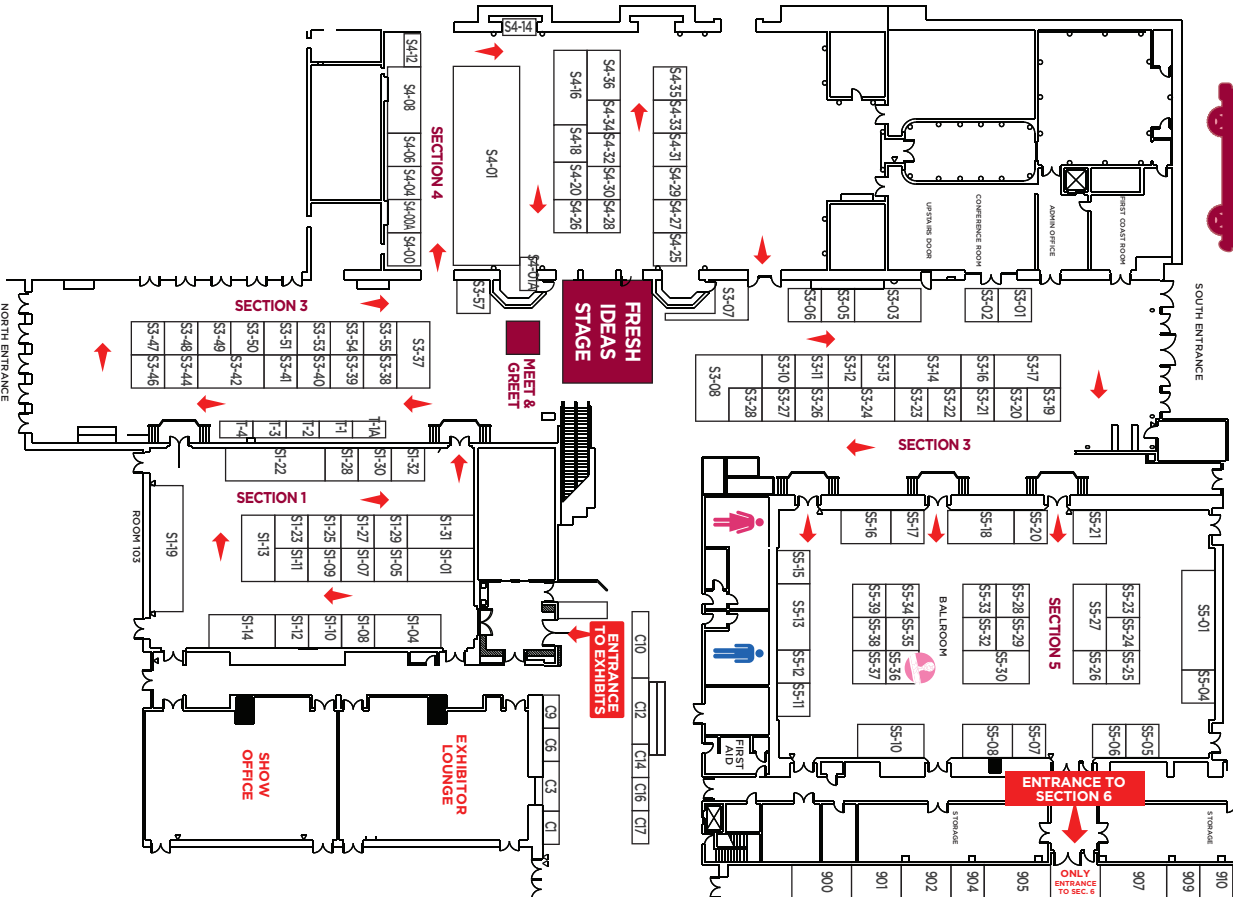 S4-14
S4-12
S4-08
S4-06
S4-04
S4-00A
S4-00
SECTION 4
S4-01
S4-01A
S4-16
S4-18
S4-20
S4-26
S4-36
S4-34
S4-32
S4-30
S4-28
S4-35
S4-33
S4-31
S4-29
S4-27
S4-25
UPSTAIRS DOOR
CONFERENCE ROOM
ADMIN OFFICE
FIRST COAST ROOM
SOUTH ENTRANCE
NORTH ENTRANCE
SECTION 3
S3-57
FRESH
IDEAS
STAGE
MEET &
GREET
S3-07
S3-06
S3-05
S3-03
S3-02
S3-01
S3-47
S3-48
S3-49
S3-50
S3-51
S3-53
S3-54
S3-55
S3-37
S3-46
S3-44
S3-42
S3-41
S3-40
S3-39
S3-38
S3-08
S3-10
S3-11
S3-12
S3-13
S3-14
S3-16
S3-17
S3-28
S3-27
S3-26
S3-24
S3-23
S3-22
S3-21
S3-20
S3-19
SECTION 3
T-4
T-3
T-2
T-1
T-1A
S1-22
S1-28
S1-30
S1-32
SECTION 1
ROOM 103
S1-19
S1-13
S1-23
S1-25
S1-27
S1-29
S1-31
S1-11
S1-09
S1-07
S1-05
S1-01
S1-14
S1-12
S1-10
S1-08
S1-04
ENTRANCE
TO EXHIBITS
C10
C12
C14
C16
C17
C9
C6
C3
C1
SHOW
OFFICE
EXHIBITOR
LOUNGE
S5-16
S5-17
S5-18
S5-20
S5-21
S5-15
S5-13
S5-12
S5-11
S5-39
S5-38
S5-37
S5-34
S5-35
S5-36
BALLROOM
S5-33
S5-32
S5-30
S5-28
S5-29
SECTION 5
S5-27
S5-26
S5-23
S5-24
S5-25
S5-01
S5-04
S5-10
S5-08
S5-07
S5-06
S5-05
FIRST
AID
ENTRANCE TO
SECTION 6
STORAGE
STORAGE
ONLY
ENTRANCE
TO SEC. 6
900
901
902
904
905
907
909
910